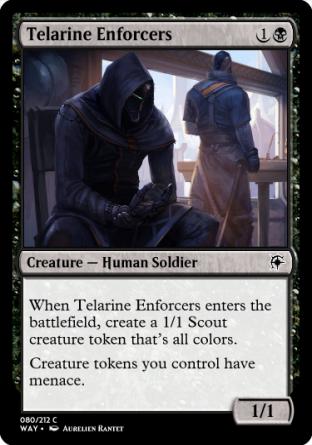 Telarine Enforcers 1
Creature — Human Soldier
When Telarine Enforcers enters the
battlefield, create a 1/1 Scout
creature token that's all colors.
Creature tokens you control have
menace.
1/1
080/212 C
WAY • Aurelien Rantet